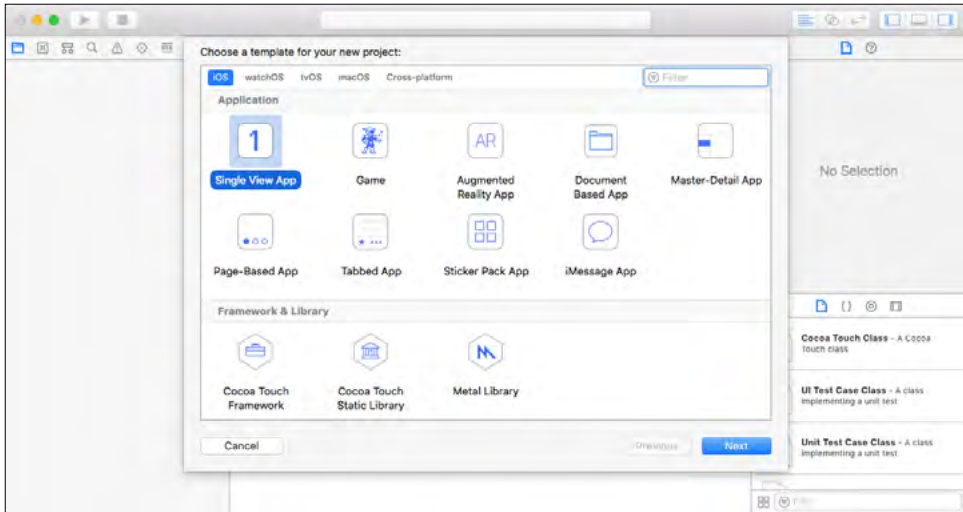 Choose a template for your new project:
iOS watchOS tvOS macOS Cross-platform
Filter
Application
1
AR
Single View App
Game
Augmented
Reality App
Document
Based App
Master-Detail App
Page-Based App
Tabbed App
Sticker Pack App
iMessage App
Framework & Library
Cocoa Touch
Framework
Cocoa Touch
Static Library
Metal Library
Cancel
Previous
Next
No Selection
{}
Cocoa Touch Class - A Cocoa
Touch class
UI Test Case Class - A class
implementing a unit test
Unit Test Case Class - A class
implementing a unit test
Filter